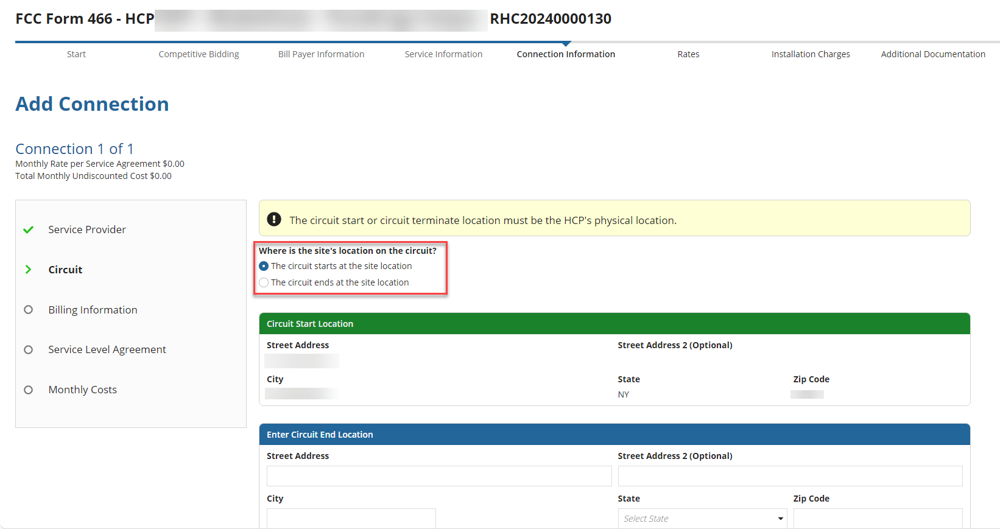 FCC Form 466 - HCP RHC20240000130
Start Competitive Bidding Bill Payer Information Service Information Connection Information Rates Installation Charges Additional Documentation
Add Connection
Connection 1 of 1
Monthly Rate per Service Agreement $0.00
Total Monthly Undiscounted Cost $0.00
Service Provider
Circuit
Billing Information
Service Level Agreement
Monthly Costs
The circuit start or circuit terminate location must be the HCP's physical location.
Where is the site's location on the circuit?
The circuit starts at the site location
The circuit ends at the site location
Circuit Start Location
Street Address Street Address 2 (Optional)
City State Zip Code
NY
Enter Circuit End Location
Street Address Street Address 2 (Optional)
City State Zip Code
Select State